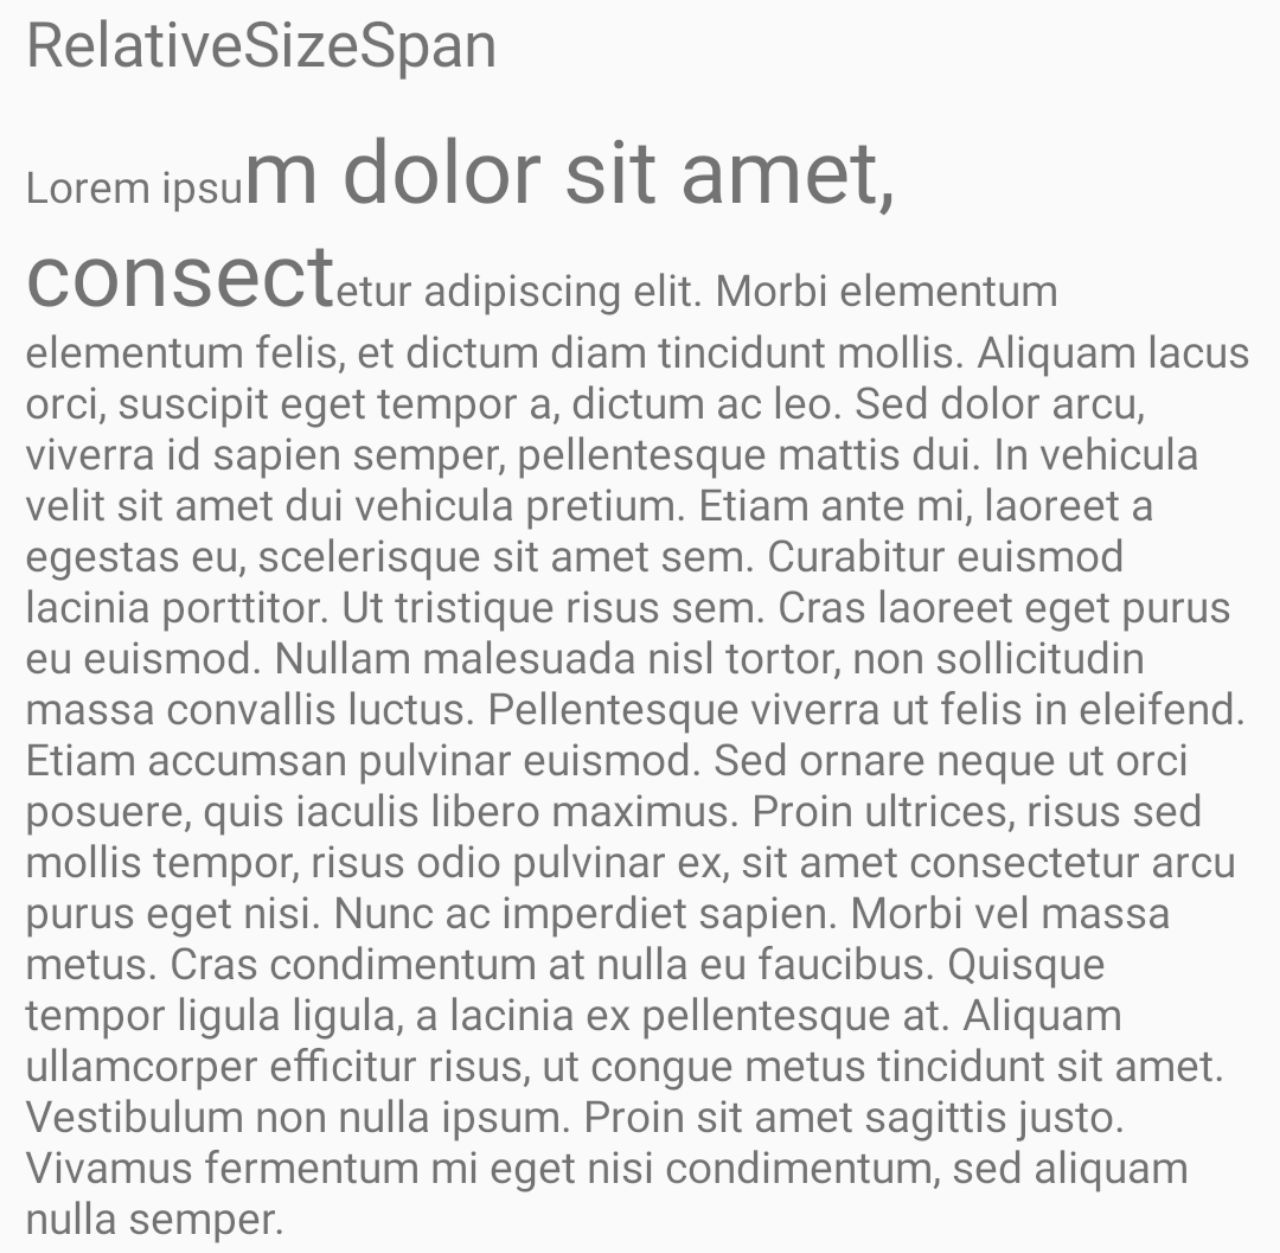 RelativeSizeSpan
Lorem ipsum dolor sit amet,
consectetur adipiscing elit. Morbi elementum
elementum felis, et dictum diam tincidunt mollis. Aliquam lacus
orci, suscipit eget tempor a, dictum ac leo. Sed dolor arcu,
viverra id sapien semper, pellentesque mattis dui. In vehicula
velit sit amet dui vehicula pretium. Etiam ante mi, laoreet a
egestas eu, scelerisque sit amet sem. Curabitur euismod
lacinia porttitor. Ut tristique risus sem. Cras laoreet eget purus
eu euismod. Nullam malesuada nisl tortor, non sollicitudin
massa convallis luctus. Pellentesque viverra ut felis in eleifend.
Etiam accumsan pulvinar euismod. Sed ornare neque ut orci
posuere, quis iaculis libero maximus. Proin ultrices, risus sed
mollis tempor, risus odio pulvinar ex, sit amet consectetur arcu
purus eget nisi. Nunc ac imperdiet sapien. Morbi vel massa
metus. Cras condimentum at nulla eu faucibus. Quisque
tempor ligula ligula, a lacinia ex pellentesque at. Aliquam
ullamcorper efficitur risus, ut congue metus tincidunt sit amet.
Vestibulum non nulla ipsum. Proin sit amet sagittis justo.
Vivamus fermentum mi eget nisi condimentum, sed aliquam
nulla semper.